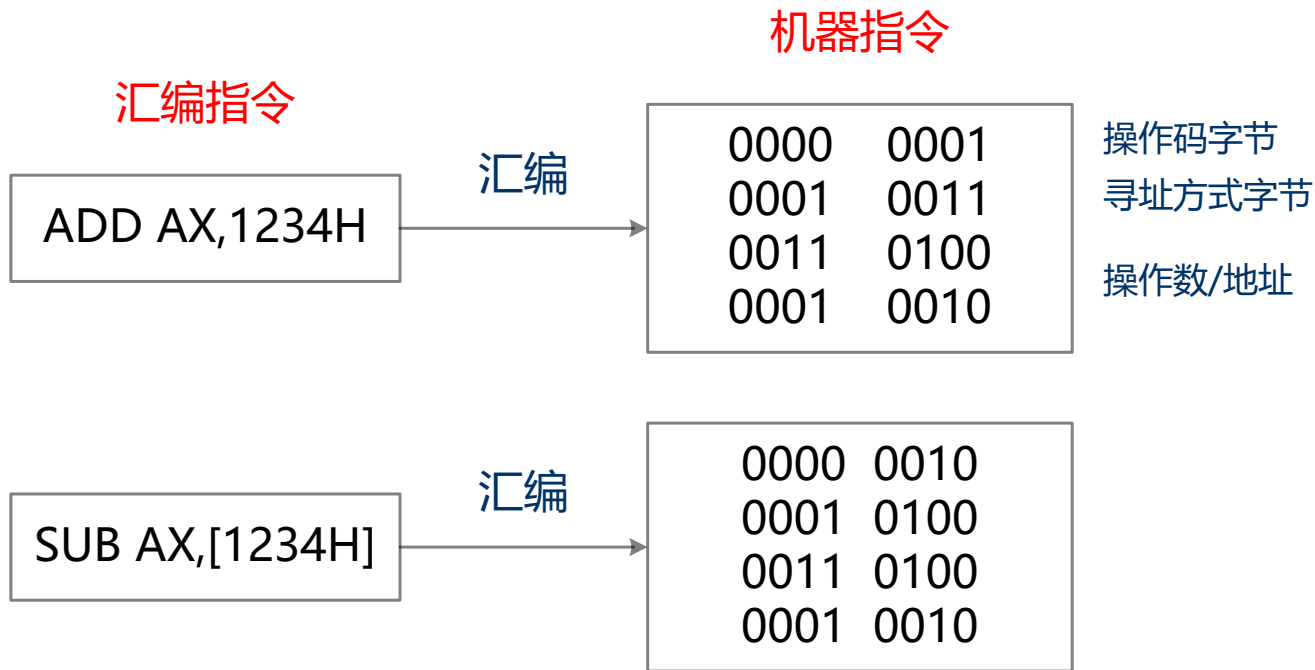 机器指令
汇编指令
汇编
ADD AX,1234H
0000 0001
0001 0011
0011 0100
0001 0010
操作码字节
寻址方式字节
操作数/地址
汇编
SUB AX,[1234H]
0000 0010
0001 0100
0011 0100
0001 0010